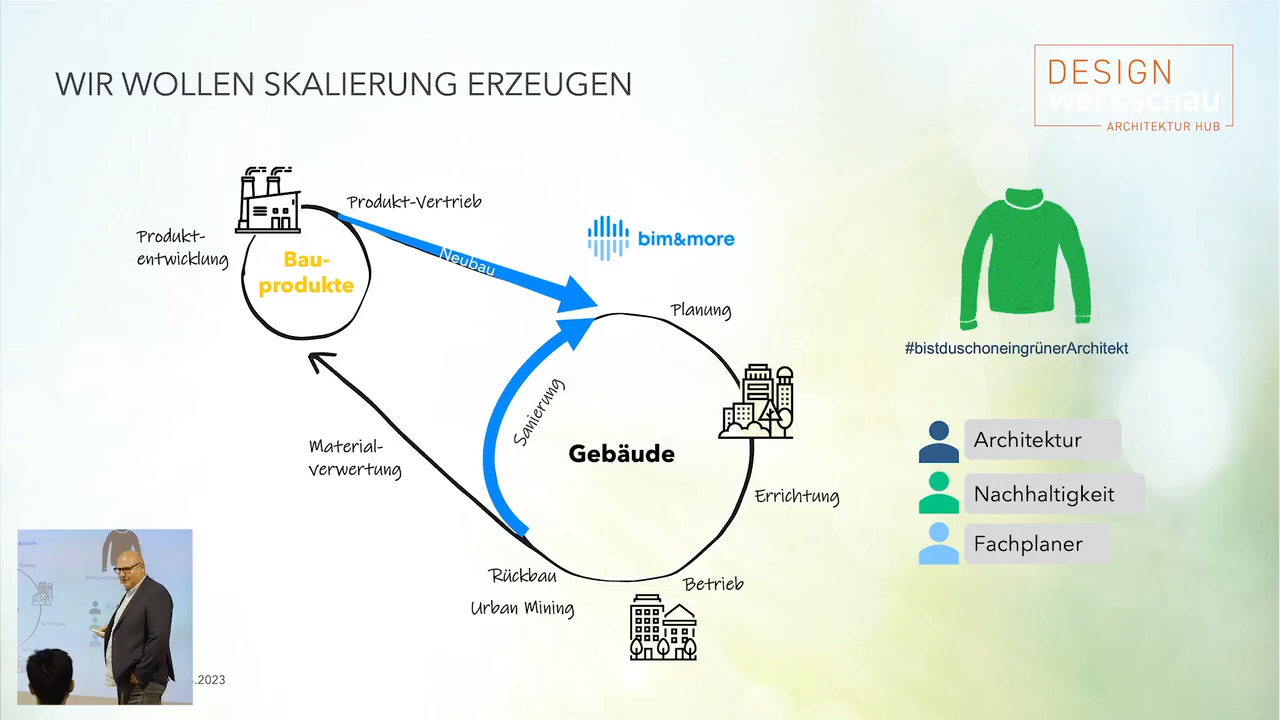 WIR WOLLEN SKALIERUNG ERZEUGEN
DESIGN
werkschau
ARCHITEKTUR HUB
Produkt-Vertrieb
Produkt-
entwicklung
Bau-
produkte
Neubau
bim&more
Planung
#bistduschoneingrünerArchitekt
Sanierung
Material-
verwertung
Gebäude
Architektur
Nachhaltigkeit
Fachplaner
Errichtung
Rückbau
Urban Mining
Betrieb
.2023